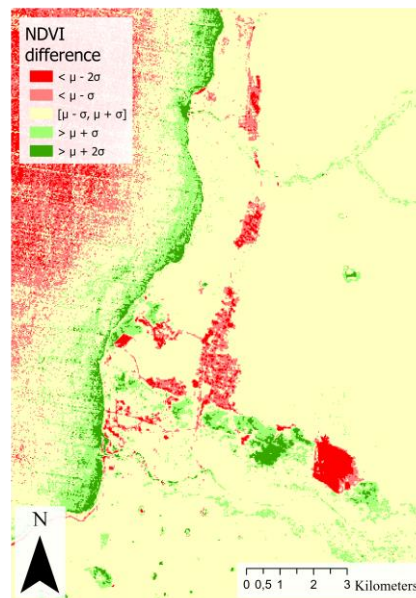 NDVI
difference
< μ - 2σ
< μ - σ
[μ - σ, μ + σ]
> μ + σ
> μ + 2σ
N
0 0,5 1 2 3
Kilometers